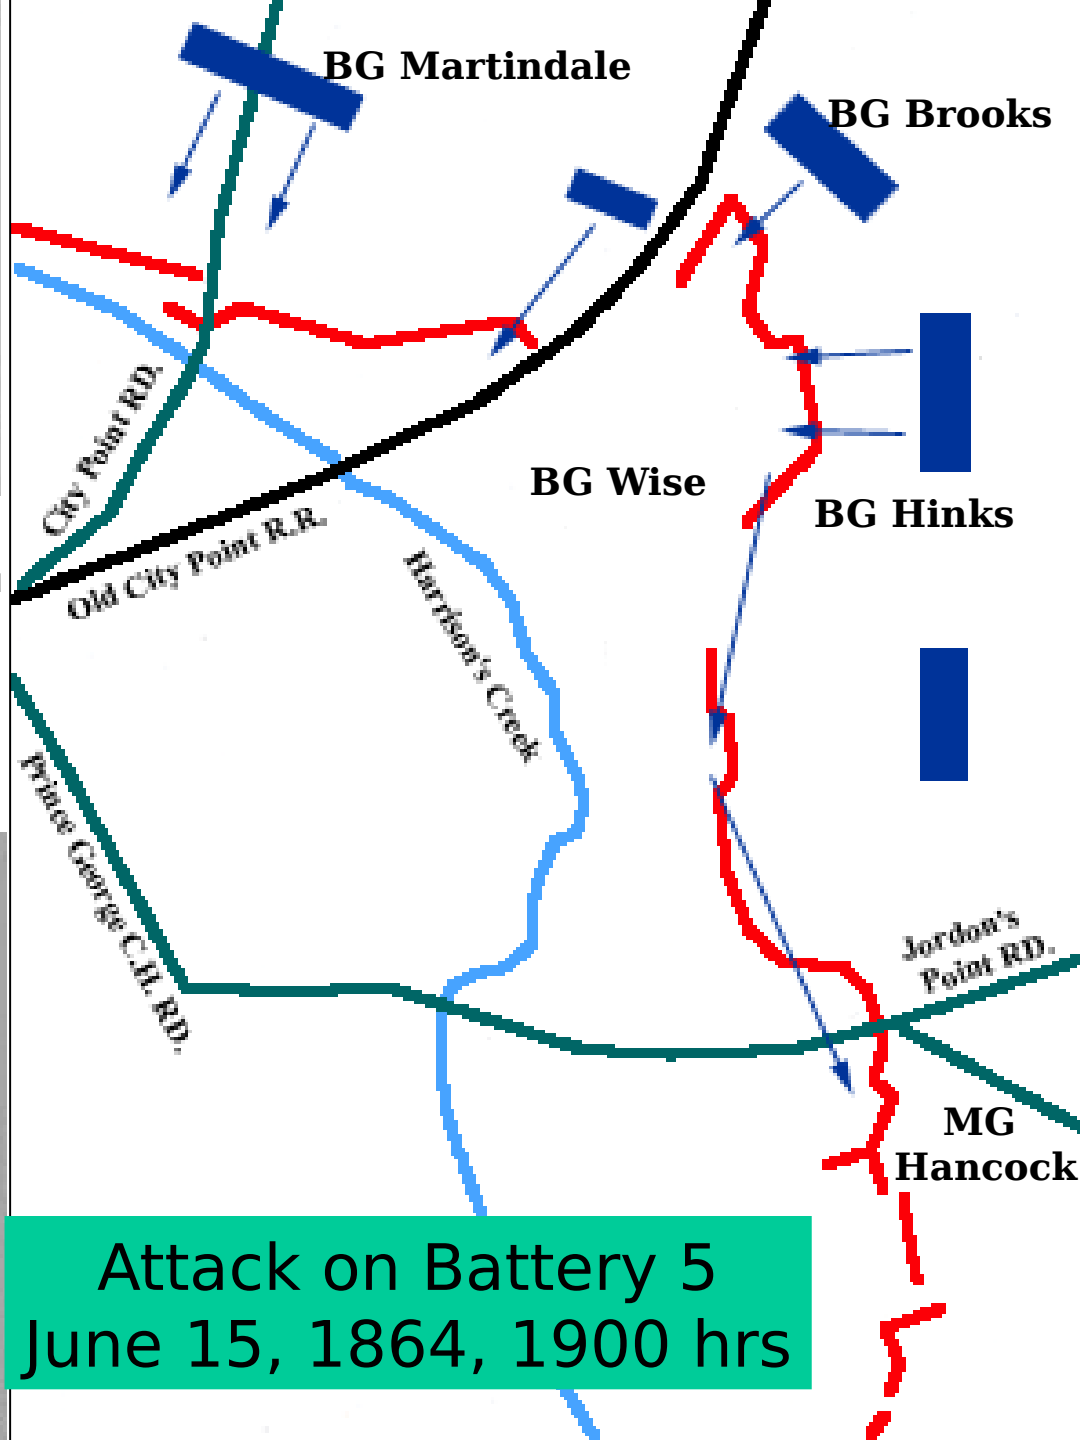 BG Martindale
BG Brooks
City Point RD.
BG Wise
BG Hinks
Old City Point R.R.
Harrison's Creek
Prince George C.H. RD.
Jordon's
Point RD.
MG
Hancock
Attack on Battery 5
June 15, 1864, 1900 hrs